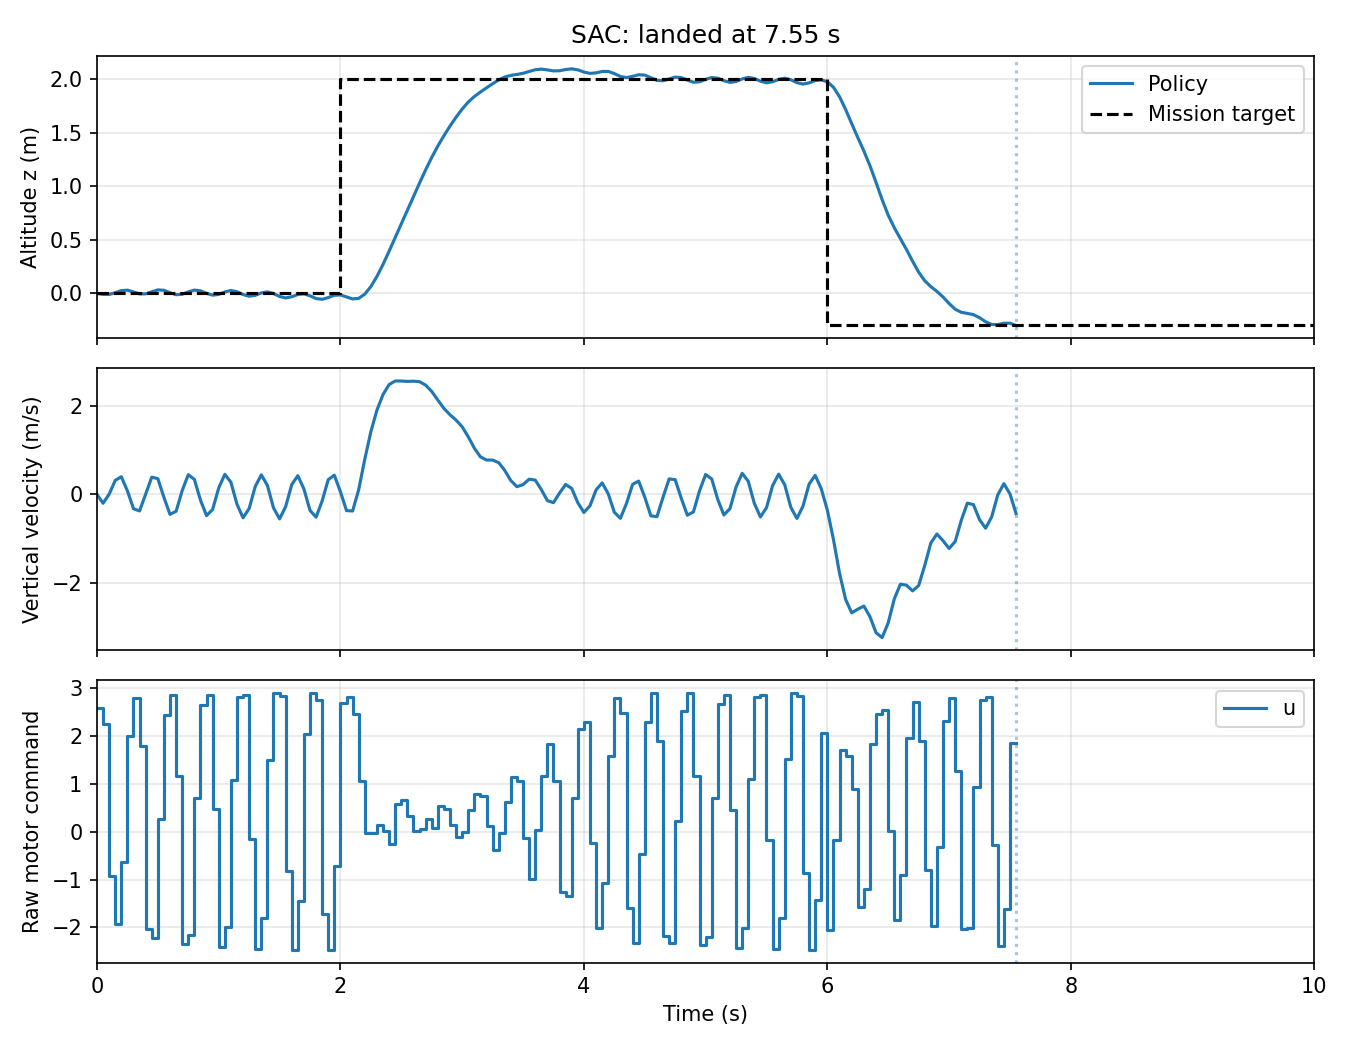 SAC: landed at 7.55 s
Altitude z (m)
2.0
1.5
1.0
0.5
0.0
Policy
Mission target
Vertical velocity (m/s)
2
0
−2
Raw motor command
3
2
1
0
−1
−2
u
0 2 4 6 8 10
Time (s)